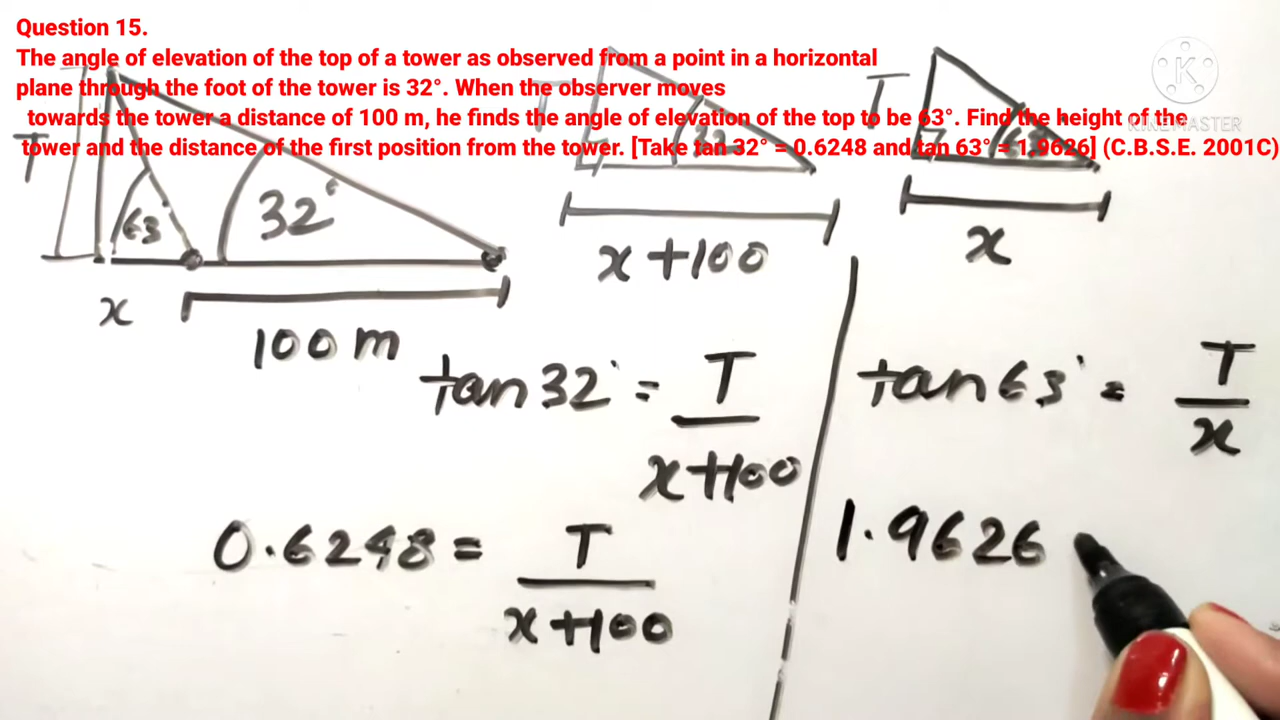 Question 15.
The angle of elevation of the top of a tower as observed from a point in a horizontal
plane through the foot of the tower is 32°. When the observer moves
towards the tower a distance of 100 m, he finds the angle of elevation of the top to be 63°. Find the height of the
tower and the distance of the first position from the tower. [Take tan 32° = 0.6248 and tan 63° = 1.9626] (C.B.S.E. 2001C)
K
KINEMASTER
T
63°
32°
x
100 m
T
32
x+100
T
63
x
tan 32° = T
x+100
tan 63° = T
x
0.6248 = T
x+100
1.9626